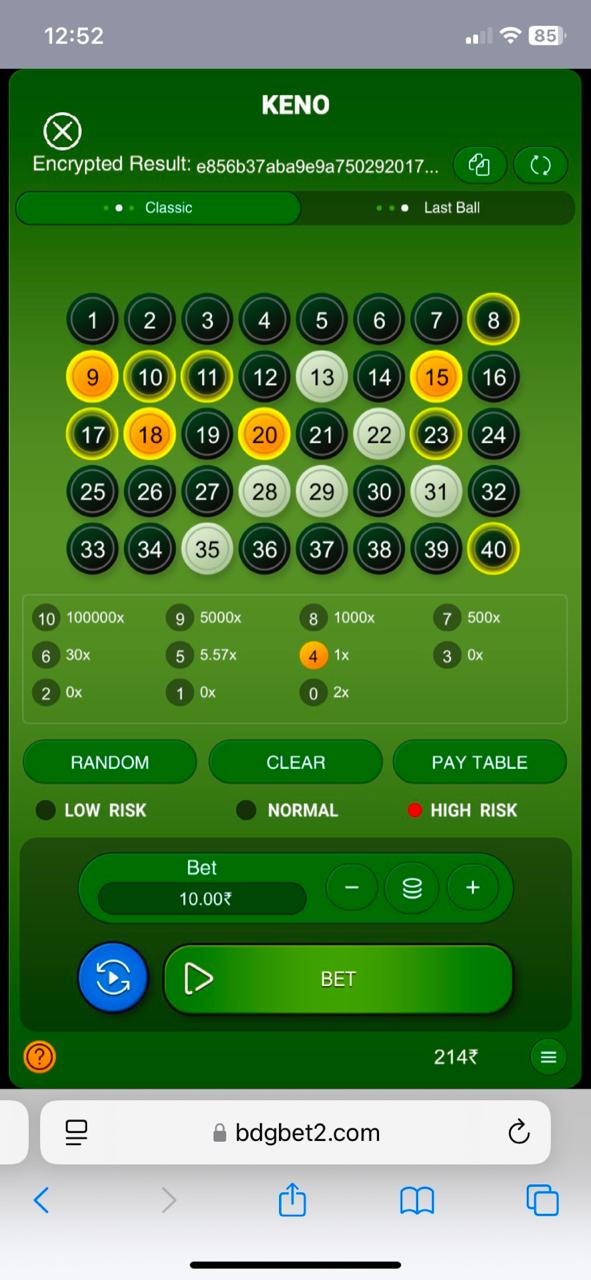 12:52 85
KENO
Encrypted Result: e856b37aba9e9a750292017...
Classic Last Ball
1 2 3 4 5 6 7 8
9 10 11 12 13 14 15 16
17 18 19 20 21 22 23 24
25 26 27 28 29 30 31 32
33 34 35 36 37 38 39 40
10 100000x 9 5000x 8 1000x 7 500x
6 30x 5 5.57x 4 1x 3 0x
2 0x 1 0x 0 2x
RANDOM CLEAR PAY TABLE
LOW RISK NORMAL HIGH RISK
Bet
10.00₹
BET
214₹
bdgbet2.com